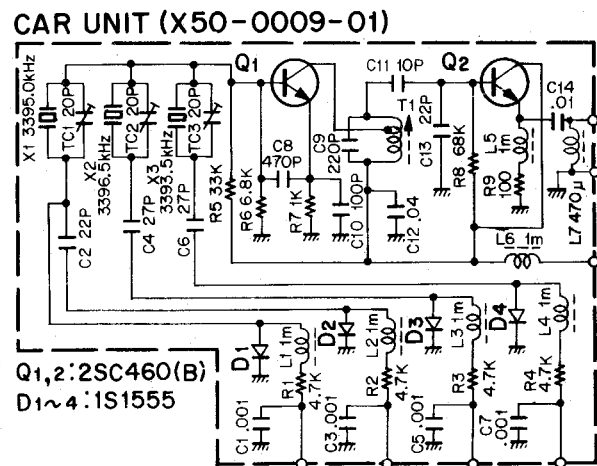 CAR UNIT (X50-0009-01)
X1 3395.0kHz
TC1 20P
X2
3396.5kHz
TC2 20P
X3
3393.5kHz
TC3 20P
Q1
C11 10P
Q2
C14
.01
T1
C8
470P
C9
220P
C13 22P
R8 68K
L5
1m
R9
100
L7 470μ
C2 22P
C4 27P
C6 27P
R5 33K
R6 6.8K
R7 1K
C10 100P
C12 .04
L6 1m
D1
D2
D3
D4
L1 1m
L2 1m
L3 1m
L4 1m
R1
4.7K
R2
4.7K
R3
4.7K
R4
4.7K
Q1,2:2SC460(B)
D1~4:1S1555
C1 .001
C3 .001
C5 .001
C7
.001